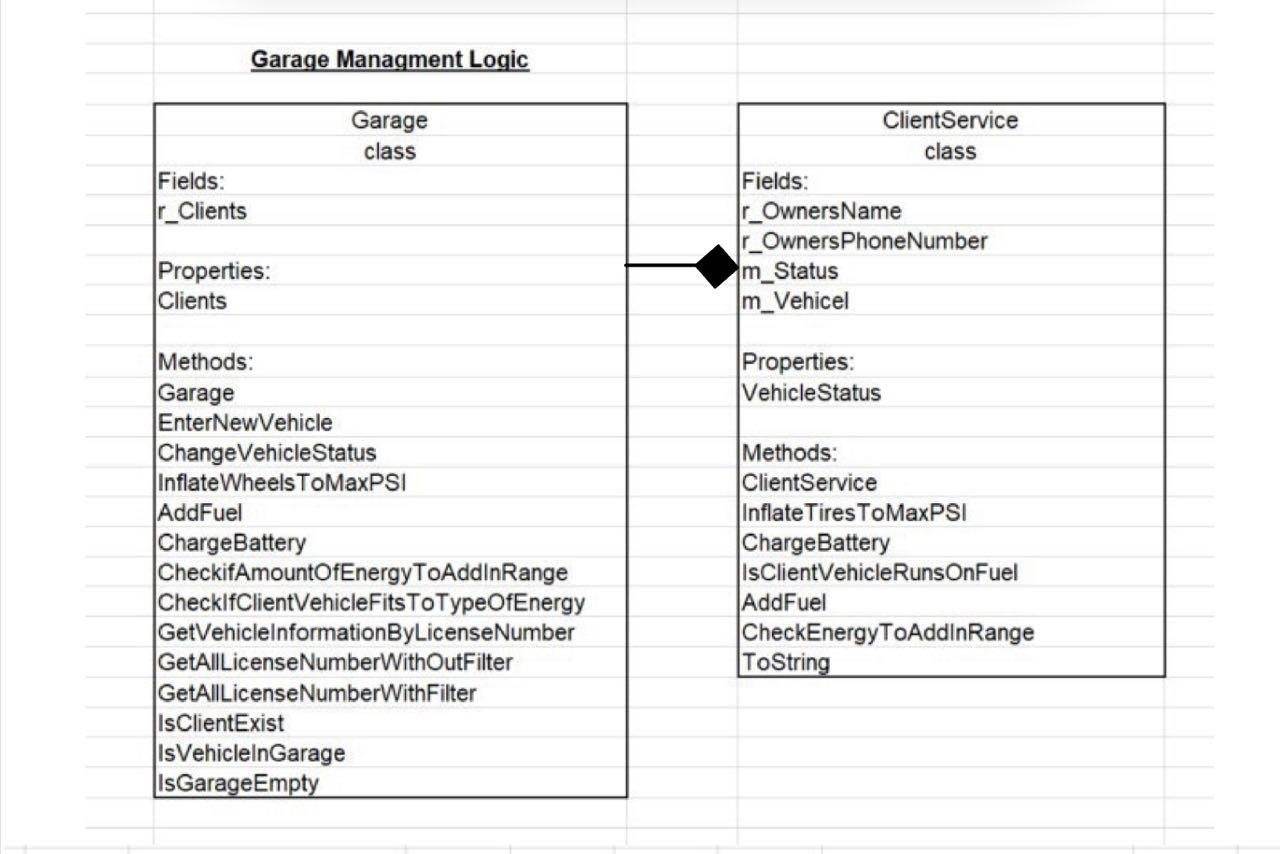 Garage Managment Logic
Garage
class
Fields:
r_Clients
Properties:
Clients
Methods:
Garage
EnterNewVehicle
ChangeVehicleStatus
InflateWheelsToMaxPSI
AddFuel
ChargeBattery
CheckifAmountOfEnergyToAddInRange
CheckIfClientVehicleFitsToTypeOfEnergy
GetVehicleInformationByLicenseNumber
GetAllLicenseNumberWithOutFilter
GetAllLicenseNumberWithFilter
IsClientExist
IsVehicleInGarage
IsGarageEmpty
ClientService
class
Fields:
r_OwnersName
r_OwnersPhoneNumber
m_Status
m_Vehicel
Properties:
VehicleStatus
Methods:
ClientService
InflateTiresToMaxPSI
ChargeBattery
IsClientVehicleRunsOnFuel
AddFuel
CheckEnergyToAddInRange
ToString